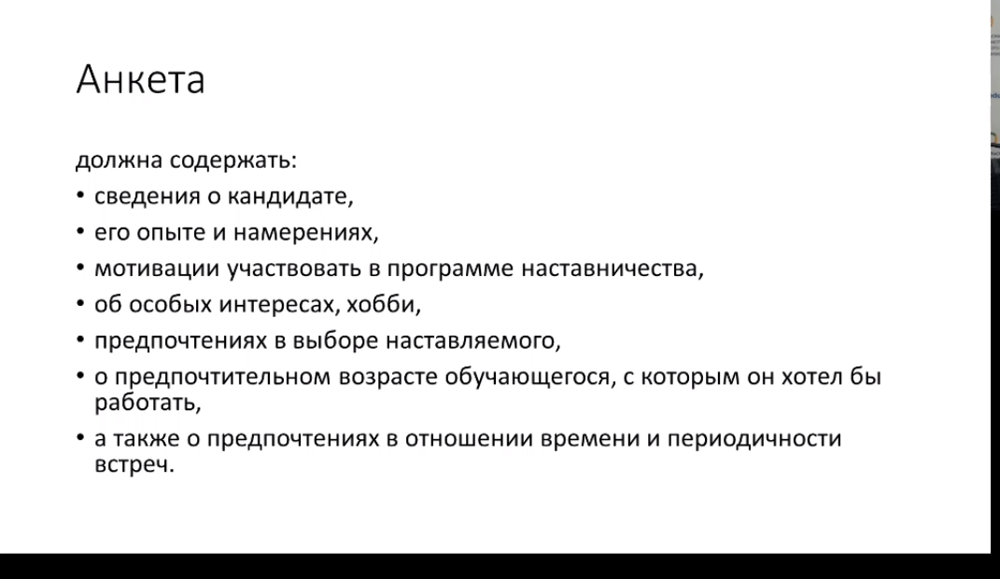 Анкета
должна содержать:
• сведения о кандидате,
• его опыте и намерениях,
• мотивации участвовать в программе наставничества,
• об особых интересах, хобби,
• предпочтениях в выборе наставляемого,
• о предпочтительном возрасте обучающегося, с которым он хотел бы
работать,
• а также о предпочтениях в отношении времени и периодичности
встреч.